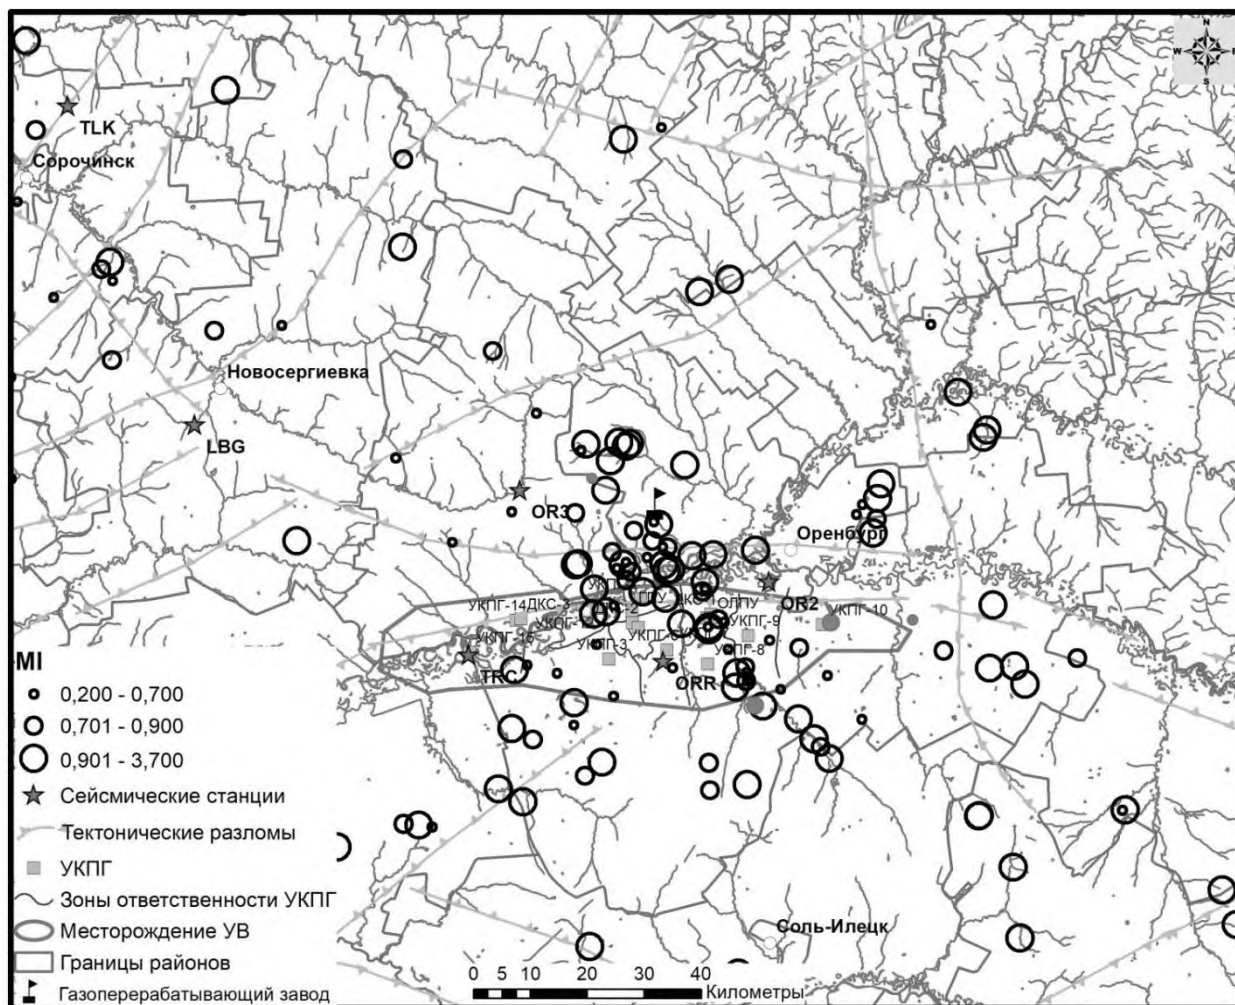 N
W
E
S
TLK
Сорочинск
Новосергиевка
LBG
OR3
Оренбург
OR2
УКПГ-10
УКПГ-14
ДКС-3
ОЛПУ
УКПГ-9
УКПГ-15
УКПГ-3
УКПГ-8
TRC
ORR
MI
0,200 - 0,700
0,701 - 0,900
0,901 - 3,700
Сейсмические станции
Тектонические разломы
УКПГ
Зоны ответственности УКПГ
Месторождение УВ
Границы районов
Газоперерабатывающий завод
Соль-Илецк
0 5 10 20 30 40
Километры